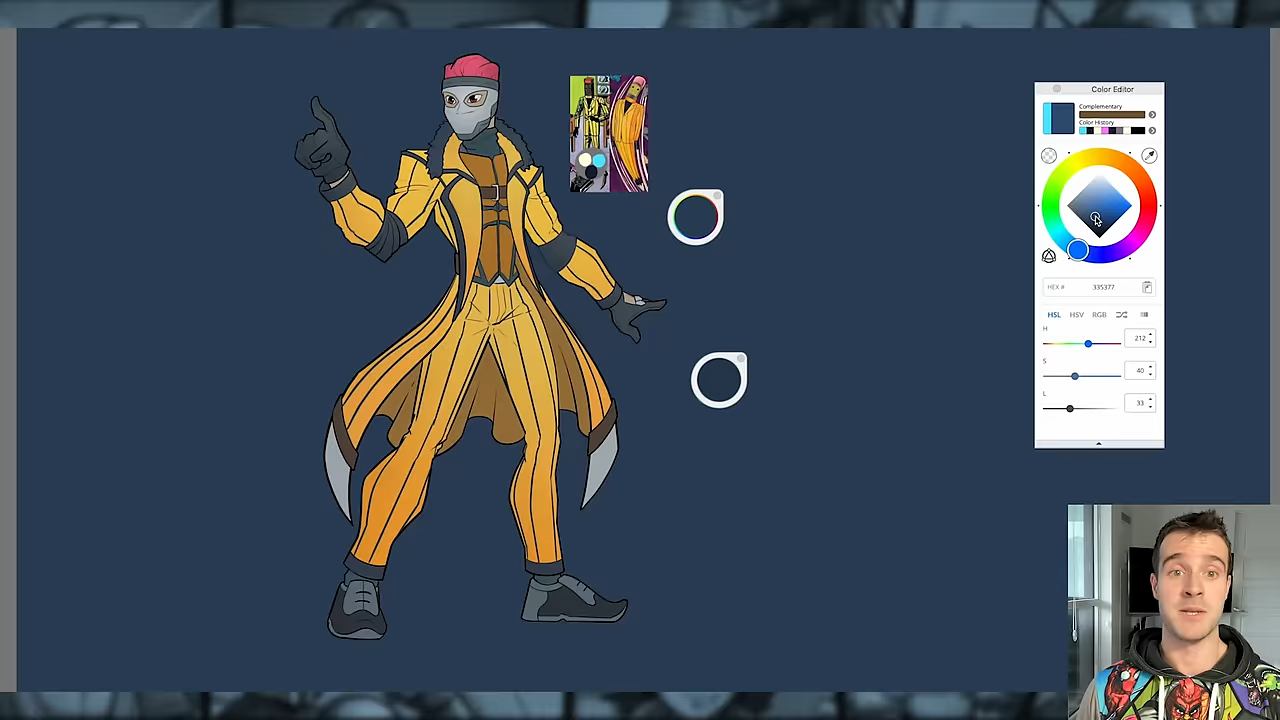 Color Editor
Complementary
Color History
HEX # 335377
HSL HSV RGB
H
212
S
40
L
33